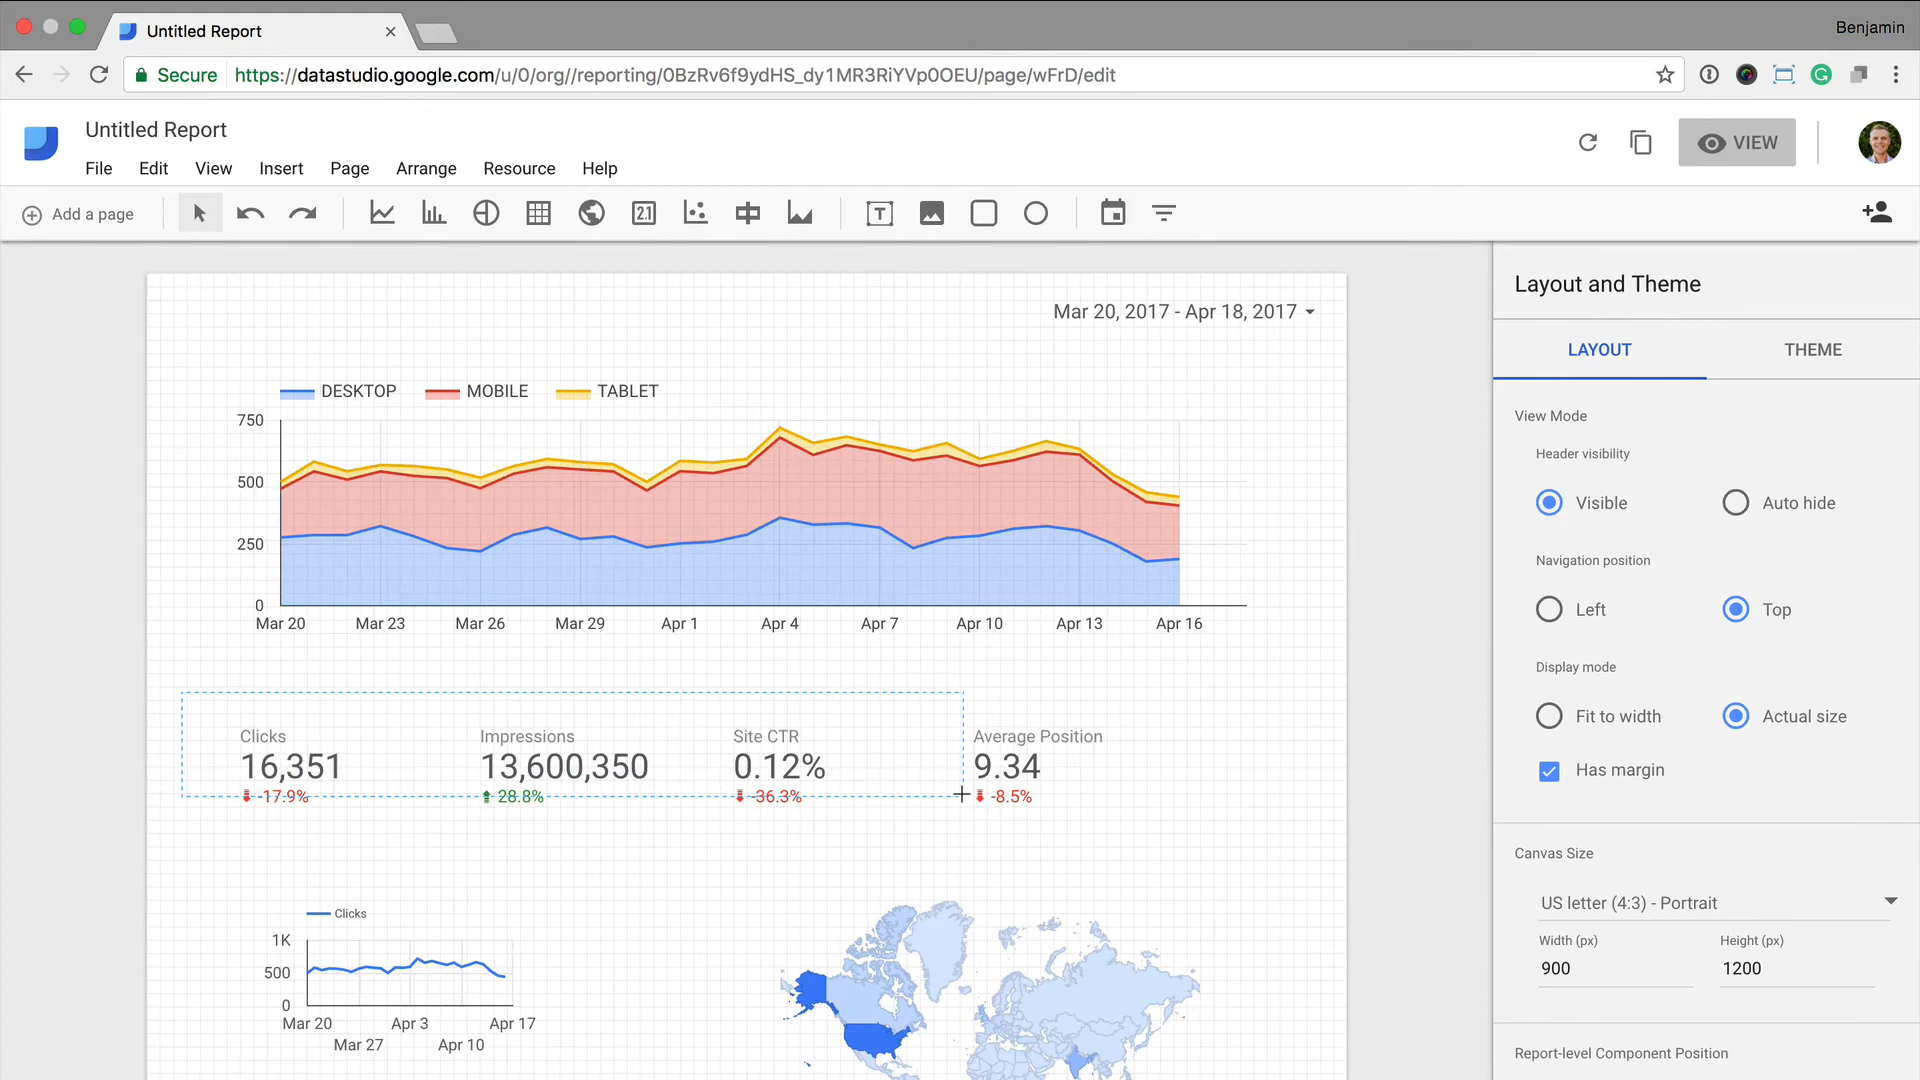 Untitled Report
Benjamin
Secure
https://datastudio.google.com/u/0/org//reporting/0BzRv6f9ydHS_dy1MR3RiYVp0OEU/page/wFrD/edit
Untitled Report
File Edit View Insert Page Arrange Resource Help
VIEW
Add a page
2.1
T
Layout and Theme
LAYOUT THEME
Mar 20, 2017 - Apr 18, 2017
DESKTOP MOBILE TABLET
750
500
250
0
Mar 20 Mar 23 Mar 26 Mar 29 Apr 1 Apr 4 Apr 7 Apr 10 Apr 13 Apr 16
Clicks
16,351
-17.9%
Impressions
13,600,350
28.8%
Site CTR
0.12%
-36.3%
Average Position
9.34
-8.5%
Clicks
1K
500
0
Mar 20 Apr 3 Apr 17
Mar 27 Apr 10
View Mode
Header visibility
Visible Auto hide
Navigation position
Left Top
Display mode
Fit to width Actual size
Has margin
Canvas Size
US letter (4:3) - Portrait
Width (px) Height (px)
900 1200
Report-level Component Position